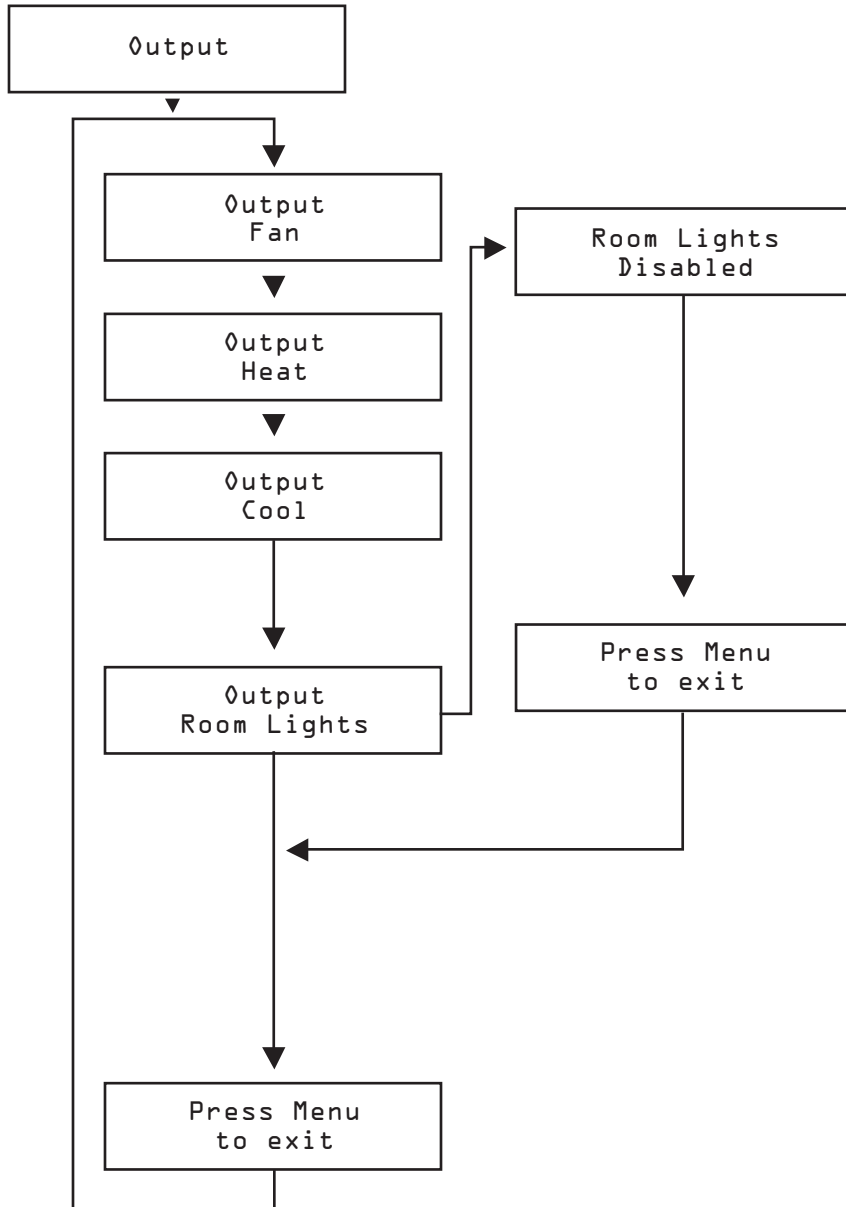 Output
Output
Fan
Output
Heat
Output
Cool
Output
Room Lights
Room Lights
Disabled
Press Menu
to exit
Press Menu
to exit